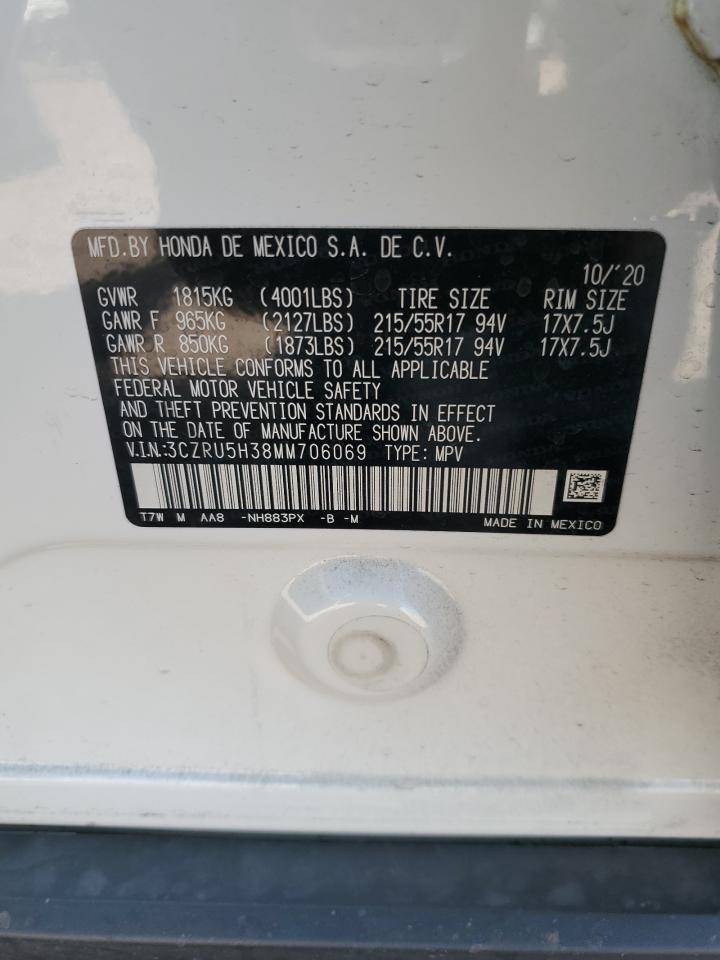 MFD.BY HONDA DE MEXICO S.A. DE C.V.
10/'20
GVWR 1815KG (4001LBS) TIRE SIZE RIM SIZE
GAWR F 965KG (2127LBS) 215/55R17 94V 17X7.5J
GAWR R 850KG (1873LBS) 215/55R17 94V 17X7.5J
THIS VEHICLE CONFORMS TO ALL APPLICABLE
FEDERAL MOTOR VEHICLE SAFETY
AND THEFT PREVENTION STANDARDS IN EFFECT
ON THE DATE OF MANUFACTURE SHOWN ABOVE.
V.I.N.:3CZRU5H38MM706069 TYPE: MPV
T7W M AA8 -NH883PX -B -M MADE IN MEXICO